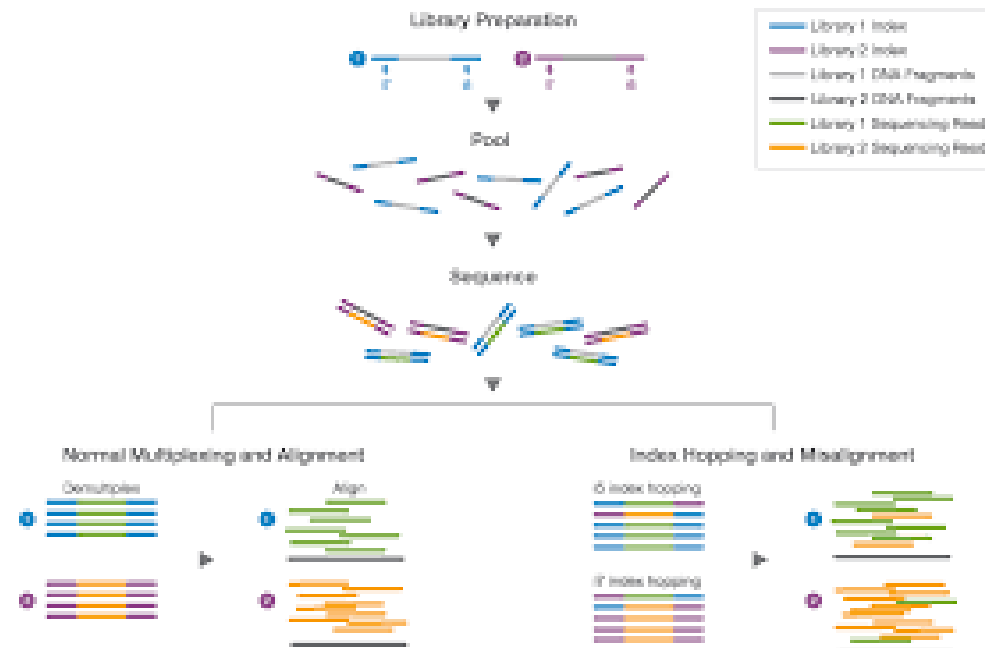 Library Preparation
Library 1 Index
Library 2 Index
Library 1 DNA Fragments
Library 2 DNA Fragments
Library 1 Sequencing Read
Library 2 Sequencing Read
Pool
Sequence
Normal Multiplexing and Alignment
Index Hopping and Misalignment
Demultiplex
Align
i5 index hopping
i7 index hopping